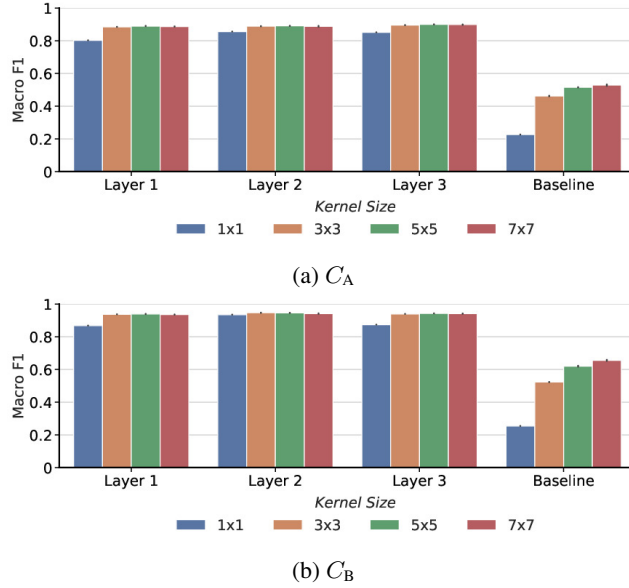 1
0.8
0.6
0.4
0.2
0
Macro F1
Layer 1 Layer 2 Layer 3 Baseline
Kernel Size
1x1 3x3 5x5 7x7
(a) C_A
1
0.8
0.6
0.4
0.2
0
Macro F1
Layer 1 Layer 2 Layer 3 Baseline
Kernel Size
1x1 3x3 5x5 7x7
(b) C_B